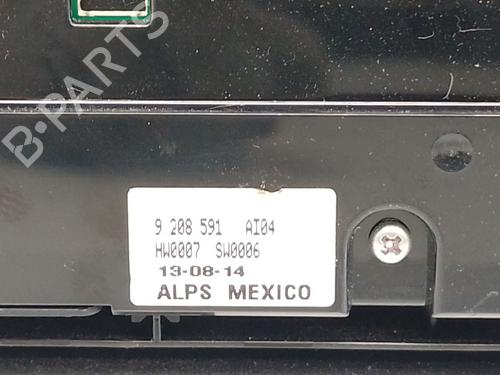 B-PARTS
9 208 591 AI04
HW0007 SW0006
13-08-14
ALPS MEXICO